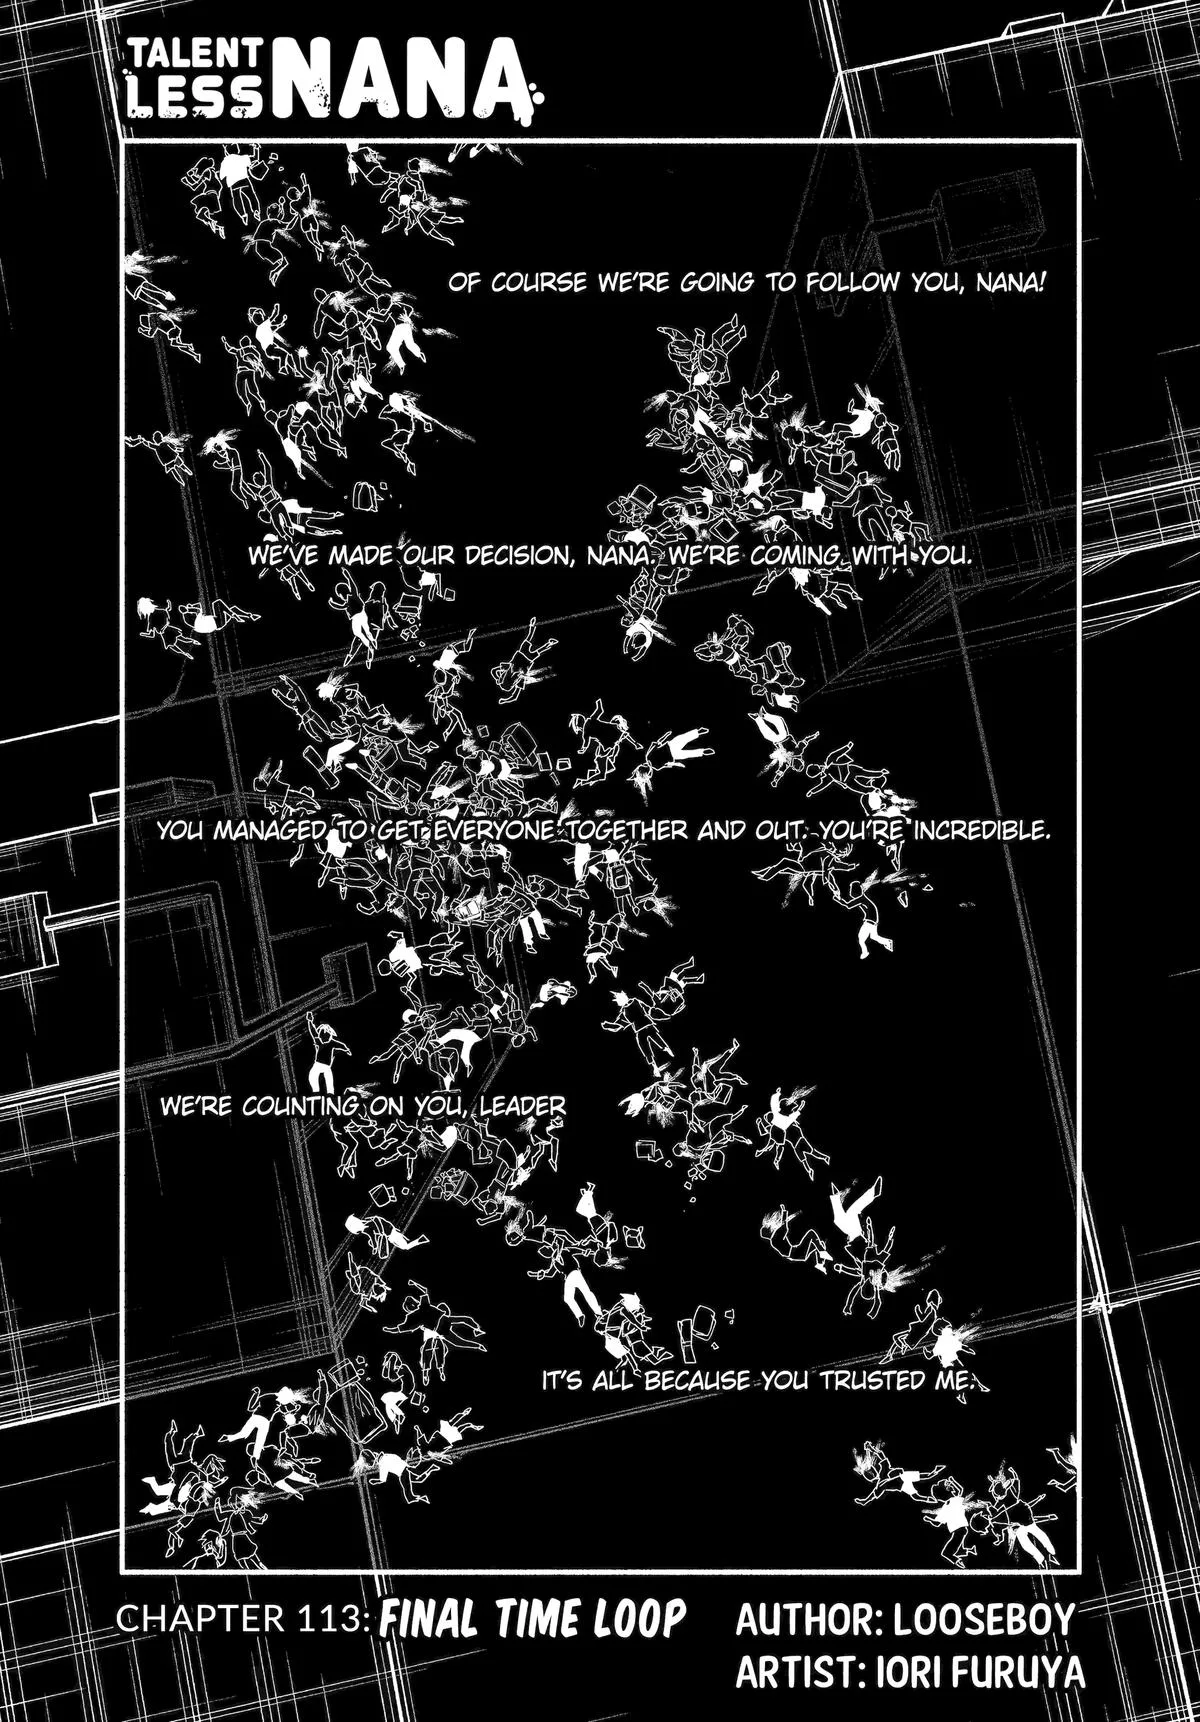 TALENT
LESS NANA
OF COURSE WE'RE GOING TO FOLLOW YOU, NANA!
WE'VE MADE OUR DECISION, NANA. WE'RE COMING WITH YOU.
YOU MANAGED TO GET EVERYONE TOGETHER AND OUT. YOU'RE INCREDIBLE.
WE'RE COUNTING ON YOU, LEADER
IT'S ALL BECAUSE YOU TRUSTED ME.
CHAPTER 113: FINAL TIME LOOP
AUTHOR: LOOSEBOY
ARTIST: IORI FURUYA